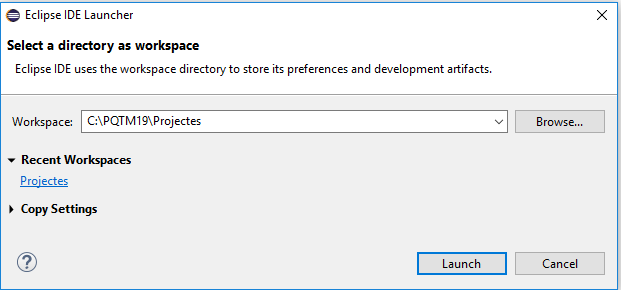 Eclipse IDE Launcher
Select a directory as workspace
Eclipse IDE uses the workspace directory to store its preferences and development artifacts.
Workspace: C:\PQTM19\Projectes Browse...
Recent Workspaces
Projectes
Copy Settings
? Launch Cancel